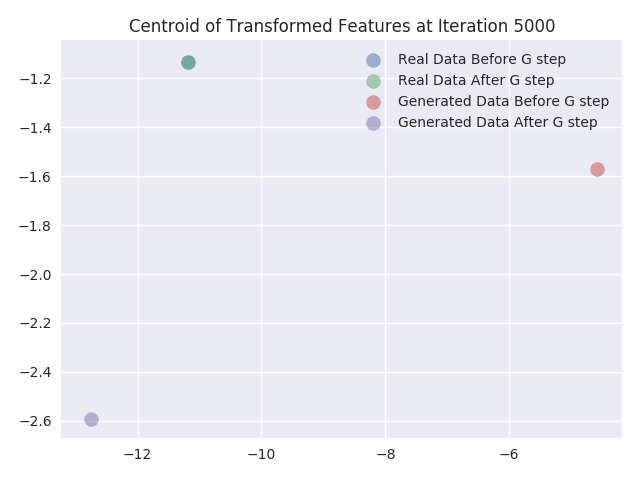 Centroid of Transformed Features at Iteration 5000
Real Data Before G step
Real Data After G step
Generated Data Before G step
Generated Data After G step
−1.2
−1.4
−1.6
−1.8
−2.0
−2.2
−2.4
−2.6
−12 −10 −8 −6